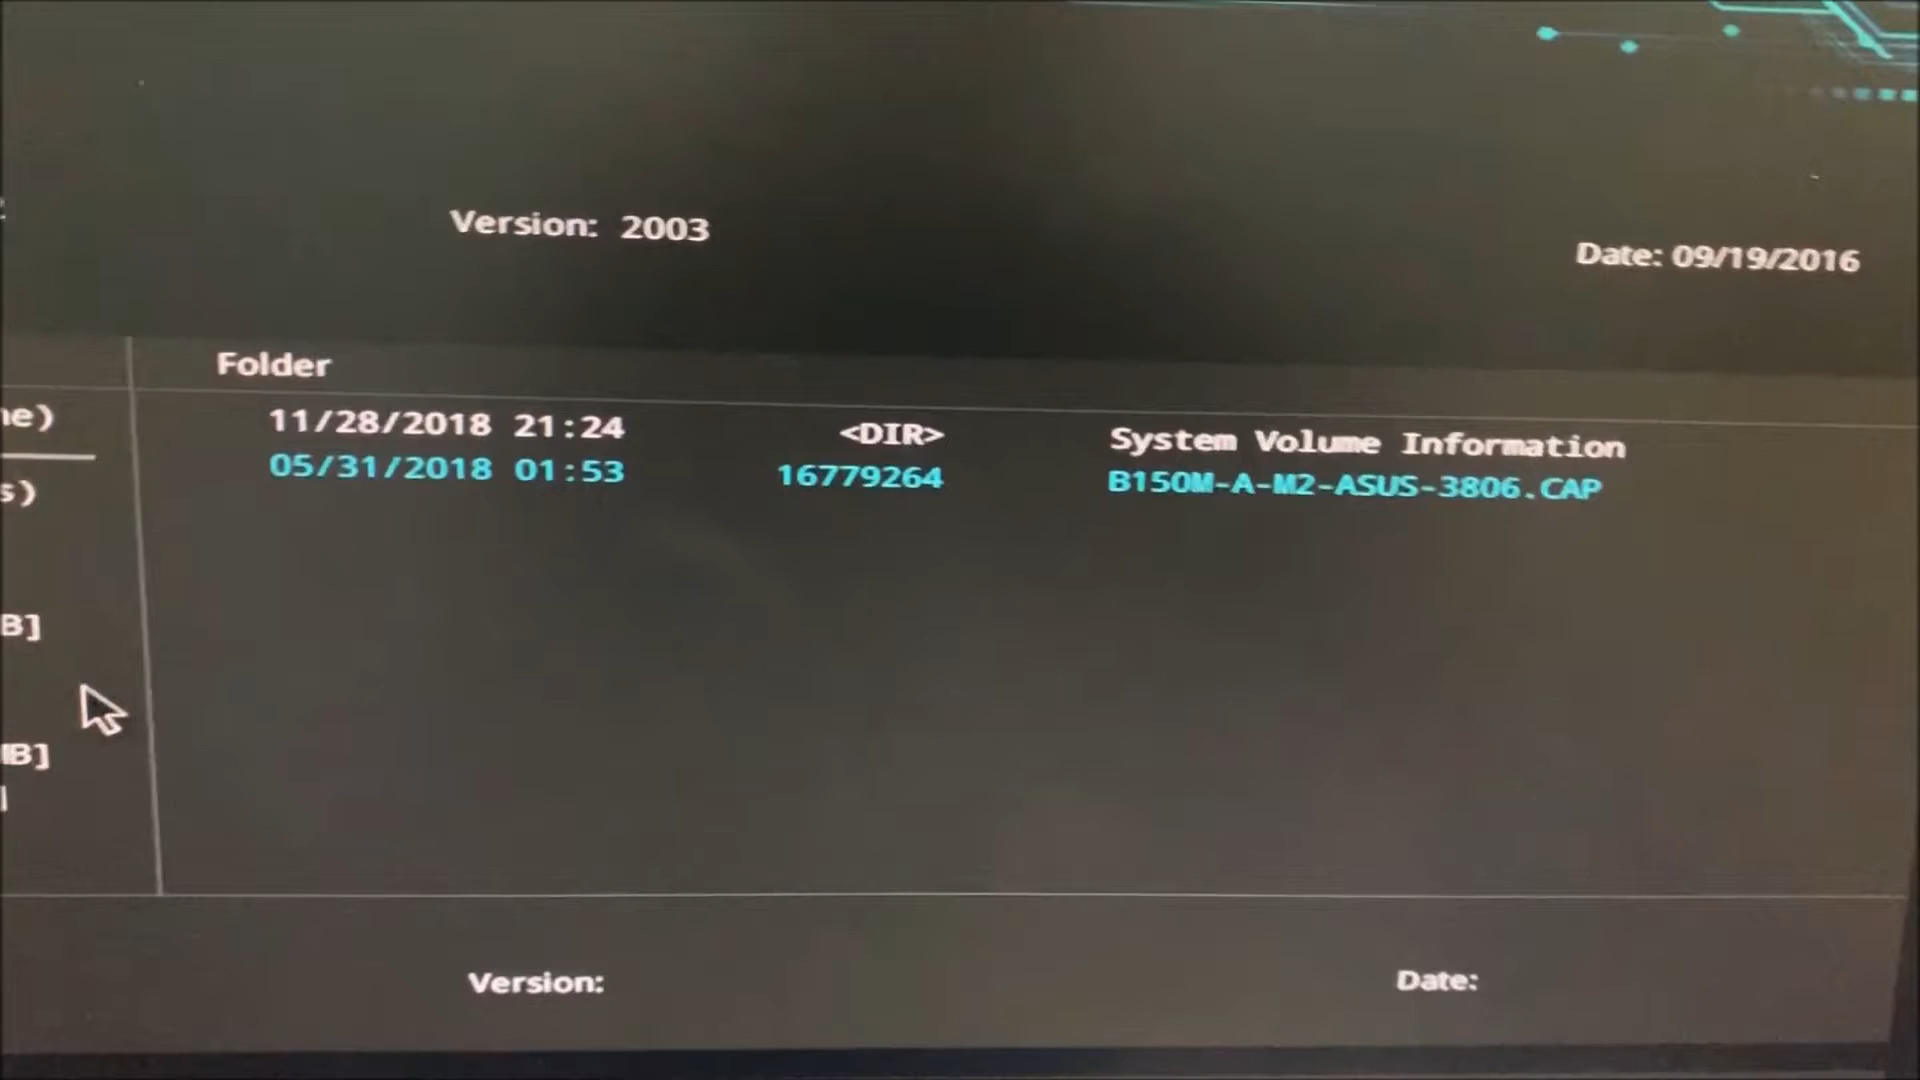 Version: 2003
Date: 09/19/2016
Folder
ne)
11/28/2018 21:24 <DIR> System Volume Information
05/31/2018 01:53 16779264 B150M-A-M2-ASUS-3806.CAP
s)
B]
MB]
Version:
Date: